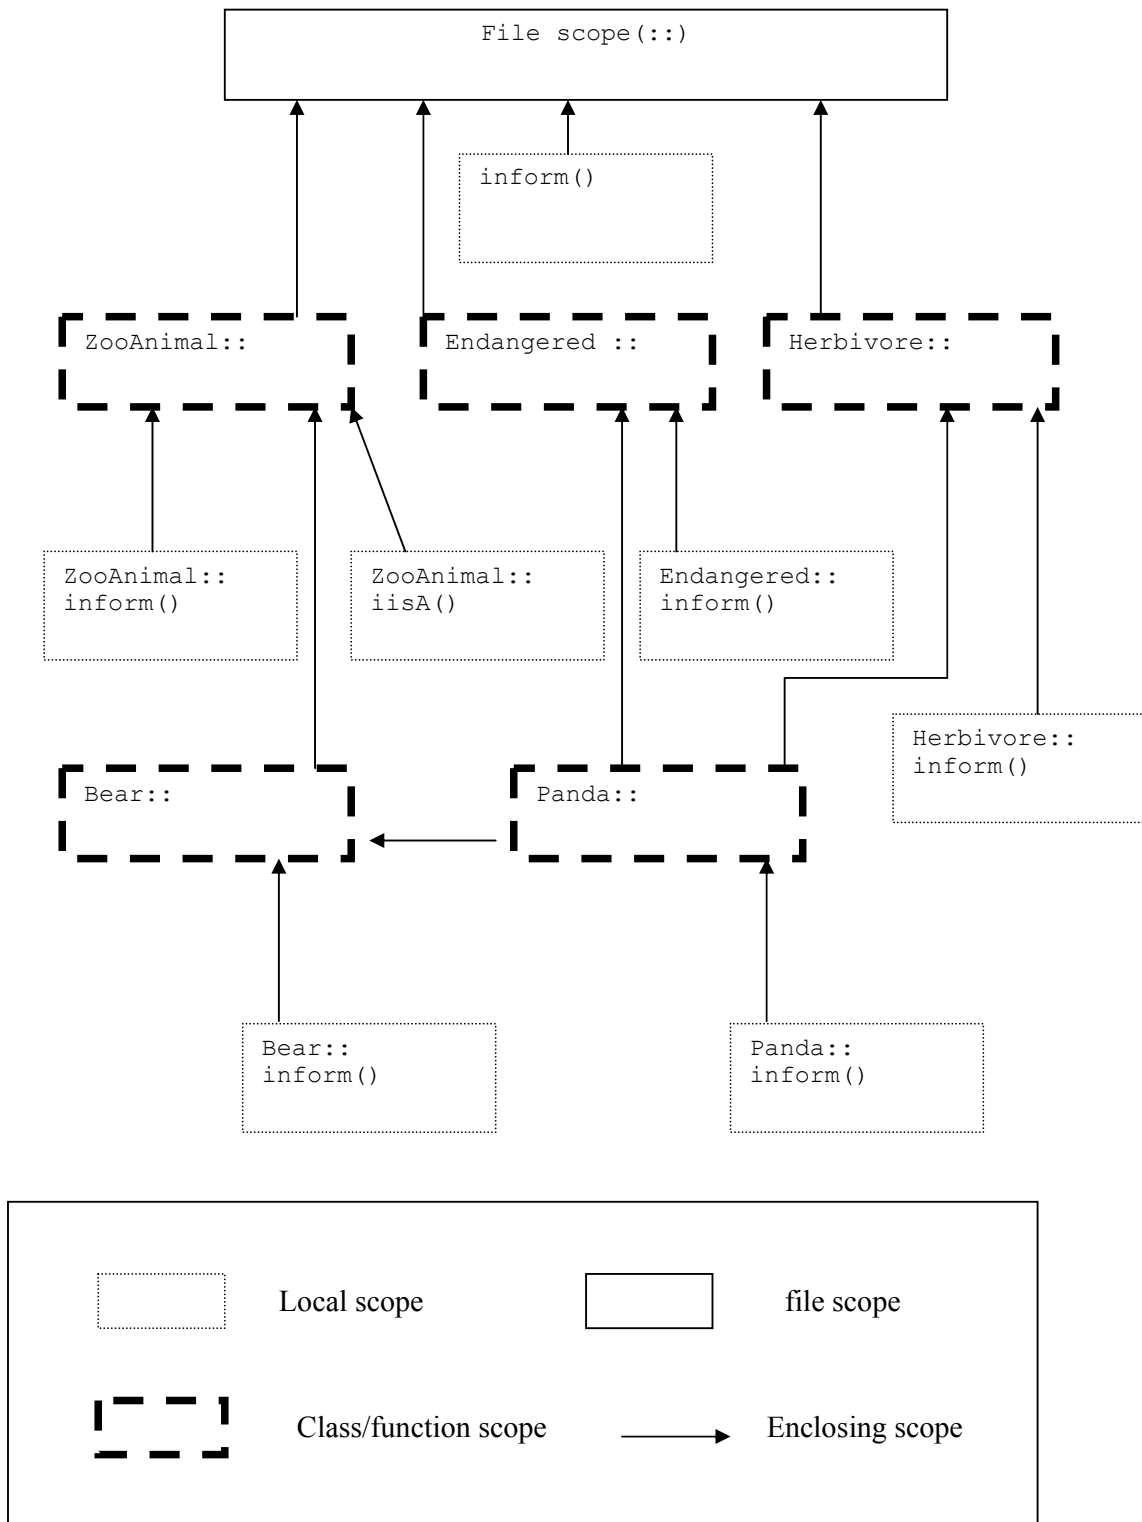 File scope(::)
inform()
ZooAnimal::
Endangered ::
Herbivore::
ZooAnimal::
inform()
ZooAnimal::
iisA()
Endangered::
inform()
Herbivore::
inform()
Bear::
Panda::
Bear::
inform()
Panda::
inform()
Local scope
file scope
Class/function scope
Enclosing scope